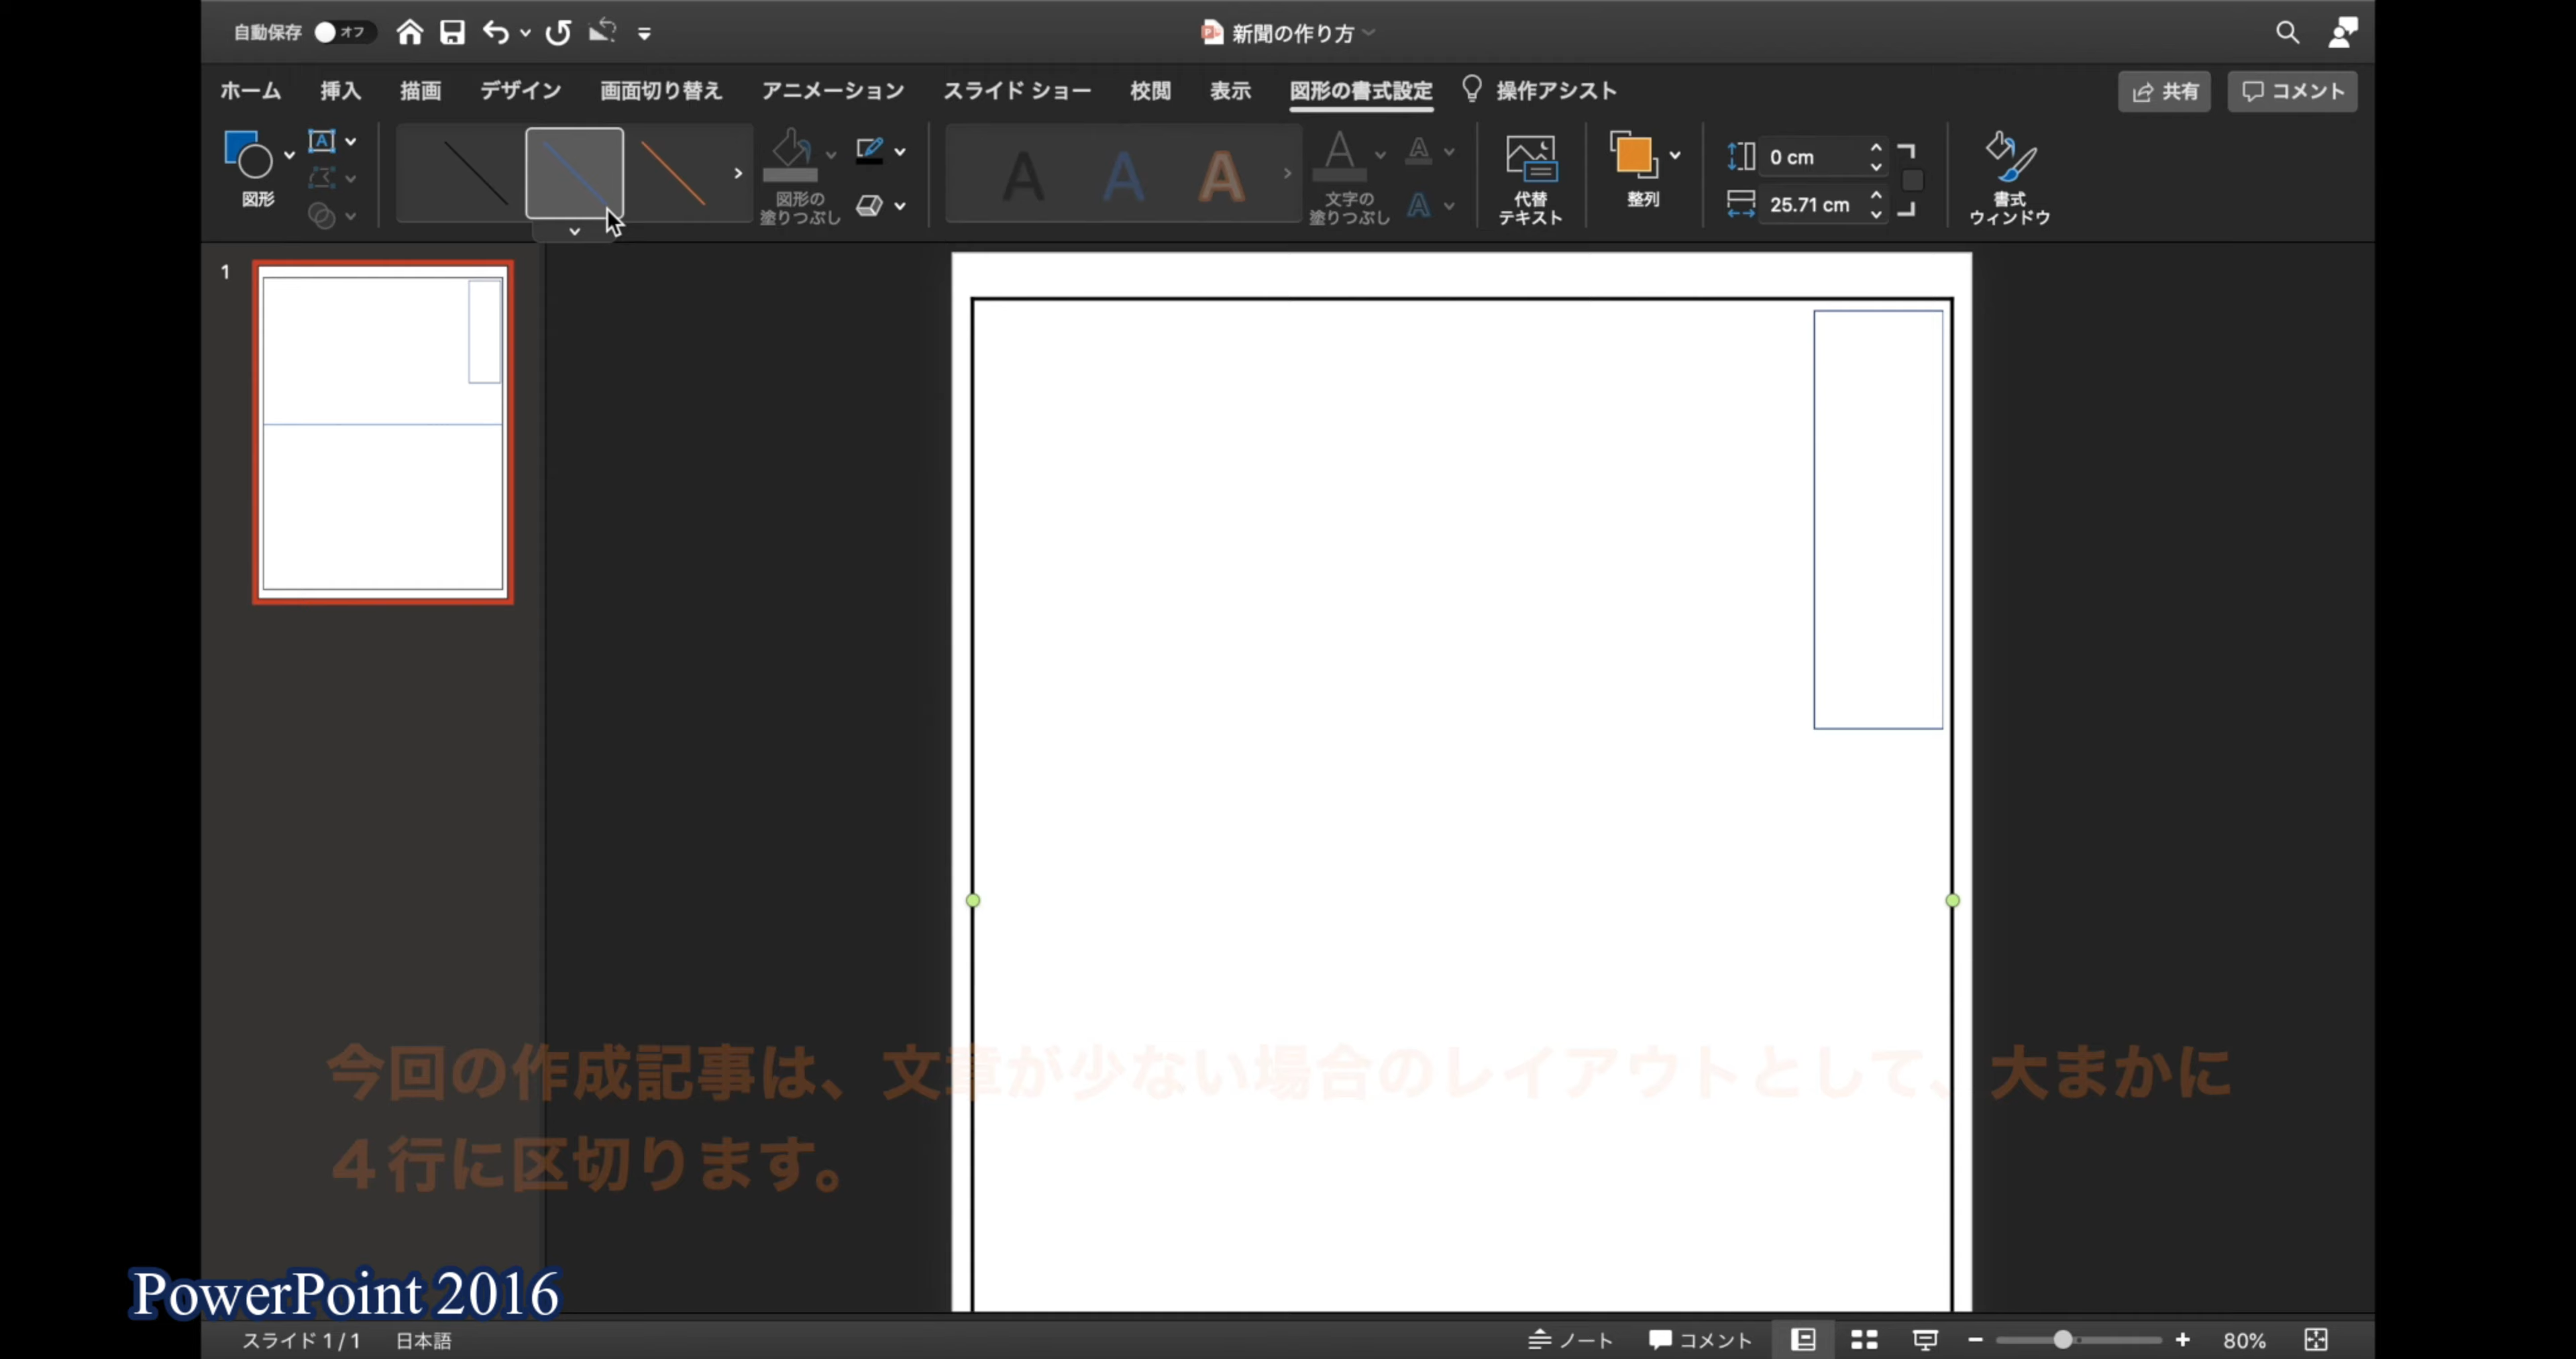 自動保存 オフ 新聞の作り方
ホーム 挿入 描画 デザイン 画面切り替え アニメーション スライド ショー 校閲 表示 図形の書式設定 操作アシスト 共有 コメント
図形
図形の
塗りつぶし
A A A
文字の
塗りつぶし
代替
テキスト
整列
0 cm
25.71 cm
書式
ウィンドウ
1
今回の作成記事は、文章が少ない場合のレイアウトとして、大まかに
４行に区切ります。
PowerPoint 2016
スライド 1 / 1 日本語 ノート コメント 80%